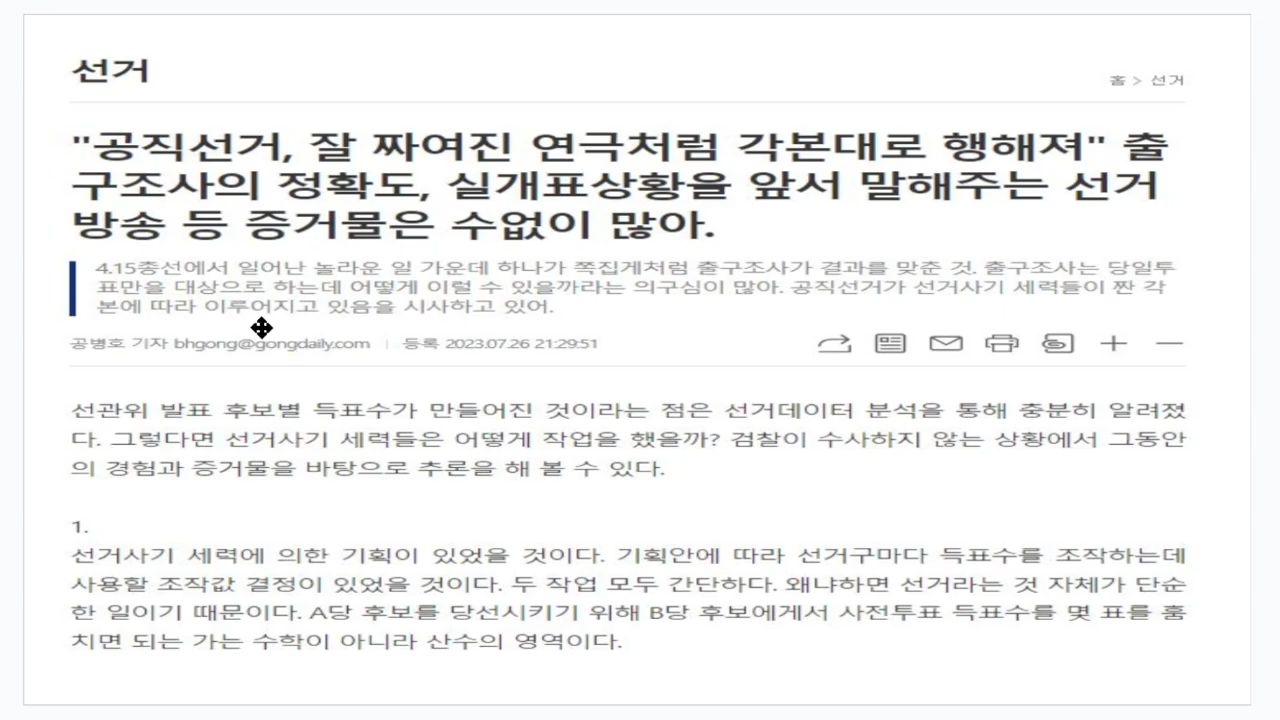 선거
홈 > 선거
"공직선거, 잘 짜여진 연극처럼 각본대로 행해져" 출
구조사의 정확도, 실개표상황을 앞서 말해주는 선거
방송 등 증거물은 수없이 많아.
4.15총선에서 일어난 놀라운 일 가운데 하나가 쪽집게처럼 출구조사가 결과를 맞춘 것. 출구조사는 당일투
표만을 대상으로 하는데 어떻게 이럴 수 있을까라는 의구심이 많아. 공직선거가 선거사기 세력들이 짠 각
본에 따라 이루어지고 있음을 시사하고 있어.
공병호 기자 bhgong@gongdaily.com | 등록 2023.07.26 21:29:51
선관위 발표 후보별 득표수가 만들어진 것이라는 점은 선거데이터 분석을 통해 충분히 알려졌
다. 그렇다면 선거사기 세력들은 어떻게 작업을 했을까? 검찰이 수사하지 않는 상황에서 그동안
의 경험과 증거물을 바탕으로 추론을 해 볼 수 있다.
1.
선거사기 세력에 의한 기획이 있었을 것이다. 기획안에 따라 선거구마다 득표수를 조작하는데
사용할 조작값 결정이 있었을 것이다. 두 작업 모두 간단하다. 왜냐하면 선거라는 것 자체가 단순
한 일이기 때문이다. A당 후보를 당선시키기 위해 B당 후보에게서 사전투표 득표수를 몇 표를 훔
치면 되는 가는 수학이 아니라 산수의 영역이다.